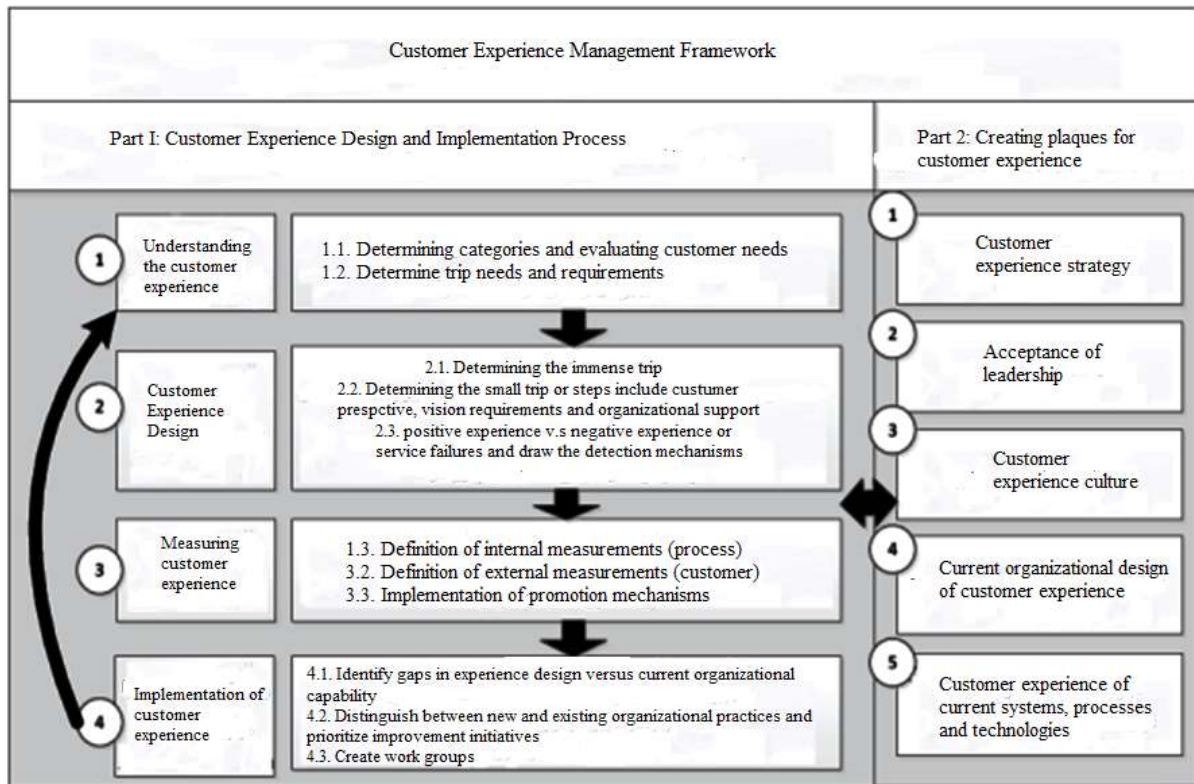 Customer Experience Management Framework
Part I: Customer Experience Design and Implementation Process
Part 2: Creating plaques for
customer experience
1
Understanding
the customer
experience
1.1. Determining categories and evaluating customer needs
1.2. Determine trip needs and requirements
2
Customer
Experience
Design
2.1. Determining the immense trip
2.2. Determining the small trip or steps include custumer
prespctive, vision requirements and organizational support
2.3. positive experience v.s negative experience or
service failures and draw the detection mechanisms
3
Measuring
customer
experience
1.3. Definition of internal measurements (process)
3.2. Definition of external measurements (customer)
3.3. Implementation of promotion mechanisms
4
Implementation of
customer
experience
4.1. Identify gaps in experience design versus current organizational
capability
4.2. Distinguish between new and existing organizational practices and
prioritize improvement initiatives
4.3. Create work groups
1
Customer
experience strategy
2
Acceptance of
leadership
3
Customer
experience culture
4
Current organizational design
of customer experience
5
Customer experience of
current systems, processes
and technologies